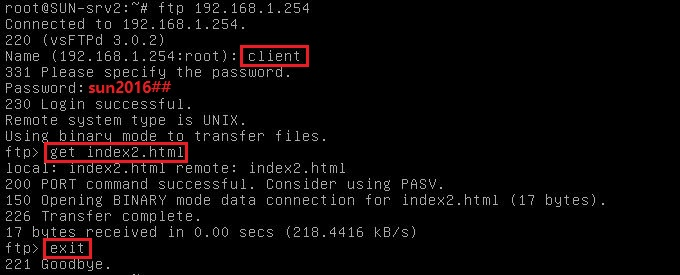 root@SUN-srv2:~# ftp 192.168.1.254
Connected to 192.168.1.254.
220 (vsFTPd 3.0.2)
Name (192.168.1.254:root): client
331 Please specify the password.
Password:sun2016##
230 Login successful.
Remote system type is UNIX.
Using binary mode to transfer files.
ftp> get index2.html
local: index2.html remote: index2.html
200 PORT command successful. Consider using PASV.
150 Opening BINARY mode data connection for index2.html (17 bytes).
226 Transfer complete.
17 bytes received in 0.00 secs (218.4416 kB/s)
ftp> exit
221 Goodbye.